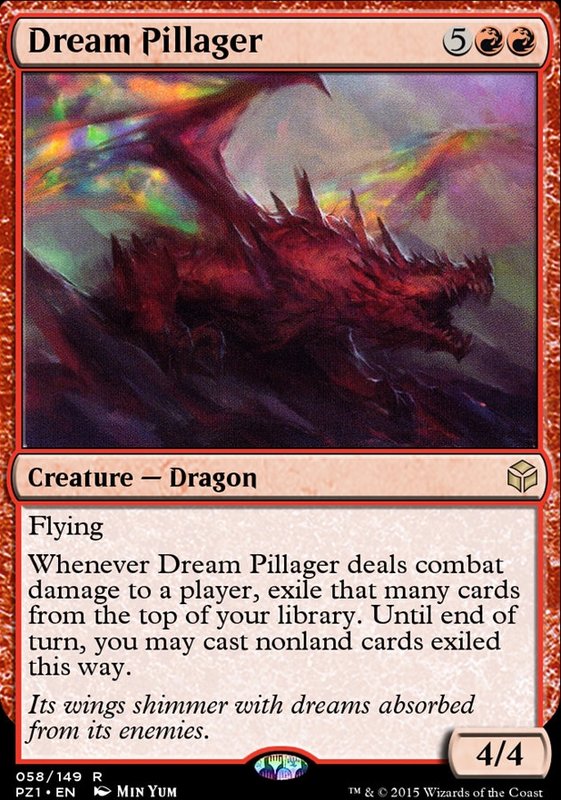 Dream Pillager 5
Creature — Dragon
Flying
Whenever Dream Pillager deals combat
damage to a player, exile that many cards
from the top of your library. Until end of
turn, you may cast nonland cards exiled
this way.
Its wings shimmer with dreams absorbed
from its enemies.
4/4
058/149 R
PZ1 • EN Min Yum
™ & © 2015 Wizards of the Coast